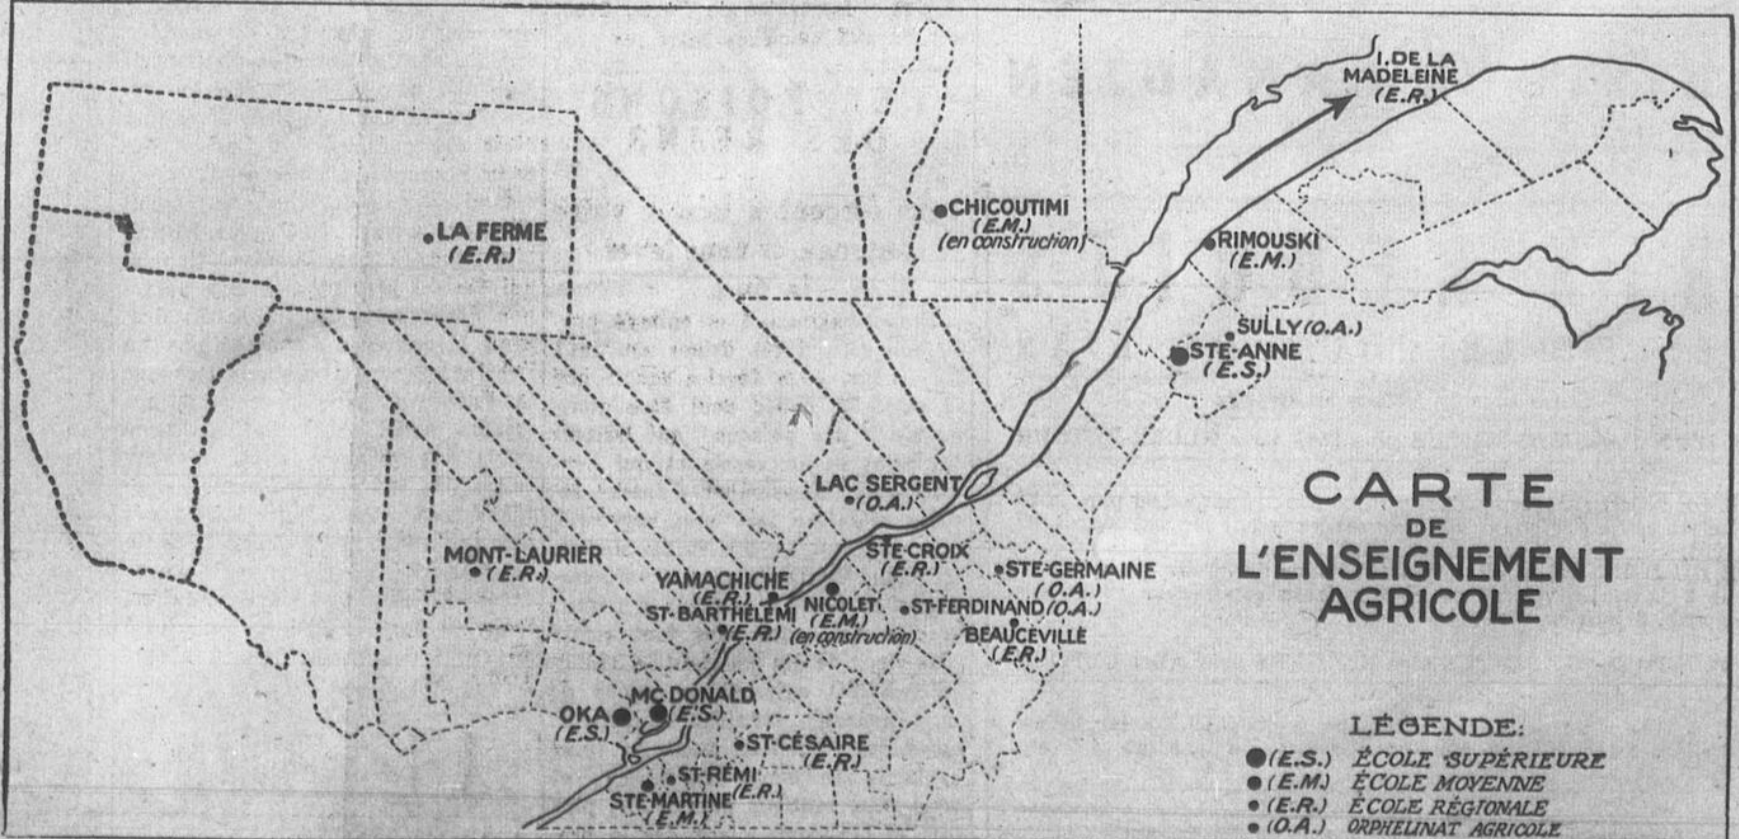 I. DE LA
MADELEINE
(E.R.)
LA FERME
(E.R.)
CHICOUTIMI
(E.M.)
(en construction)
RIMOUSKI
(E.M.)
SULLY (O.A.)
STE-ANNE
(E.S.)
LAC SERGENT
(O.A.)
MONT-LAURIER
(E.R.)
YAMACHICHE
(E.R.)
ST-BARTHÉLEMI
(E.R.)
NICOLET
(E.M.)
(en construction)
STE-CROIX
(E.R.)
STE-GERMAINE
(O.A.)
ST-FERDINAND (O.A.)
BEAUCEVILLE
(E.R.)
OKA
(E.S.)
MC DONALD
(E.S.)
ST-CÉSAIRE
(E.R.)
ST-RÉMI
(E.R.)
STE-MARTINE
(E.M.)
CARTE
DE
L'ENSEIGNEMENT
AGRICOLE
LÉGENDE:
(E.S.) ÉCOLE SUPÉRIEURE
(E.M.) ÉCOLE MOYENNE
(E.R.) ÉCOLE RÉGIONALE
(O.A.) ORPHELINAT AGRICOLE